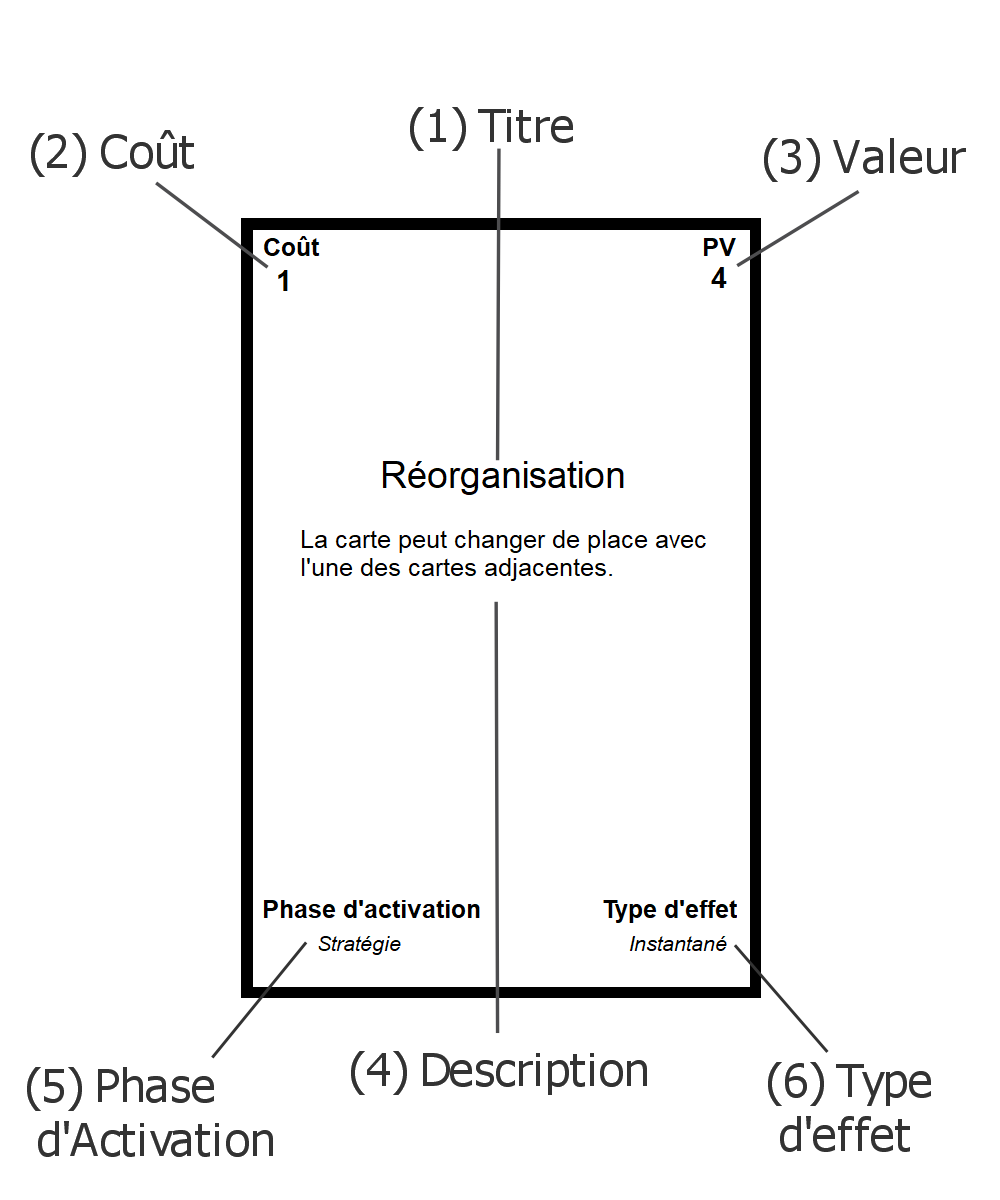 (1) Titre
(2) Coût
(3) Valeur
Coût
PV
1
4
Réorganisation
La carte peut changer de place avec
l'une des cartes adjacentes.
Phase d'activation
Type d'effet
Stratégie
Instantané
(4) Description
(5) Phase
d'Activation
(6) Type
d'effet